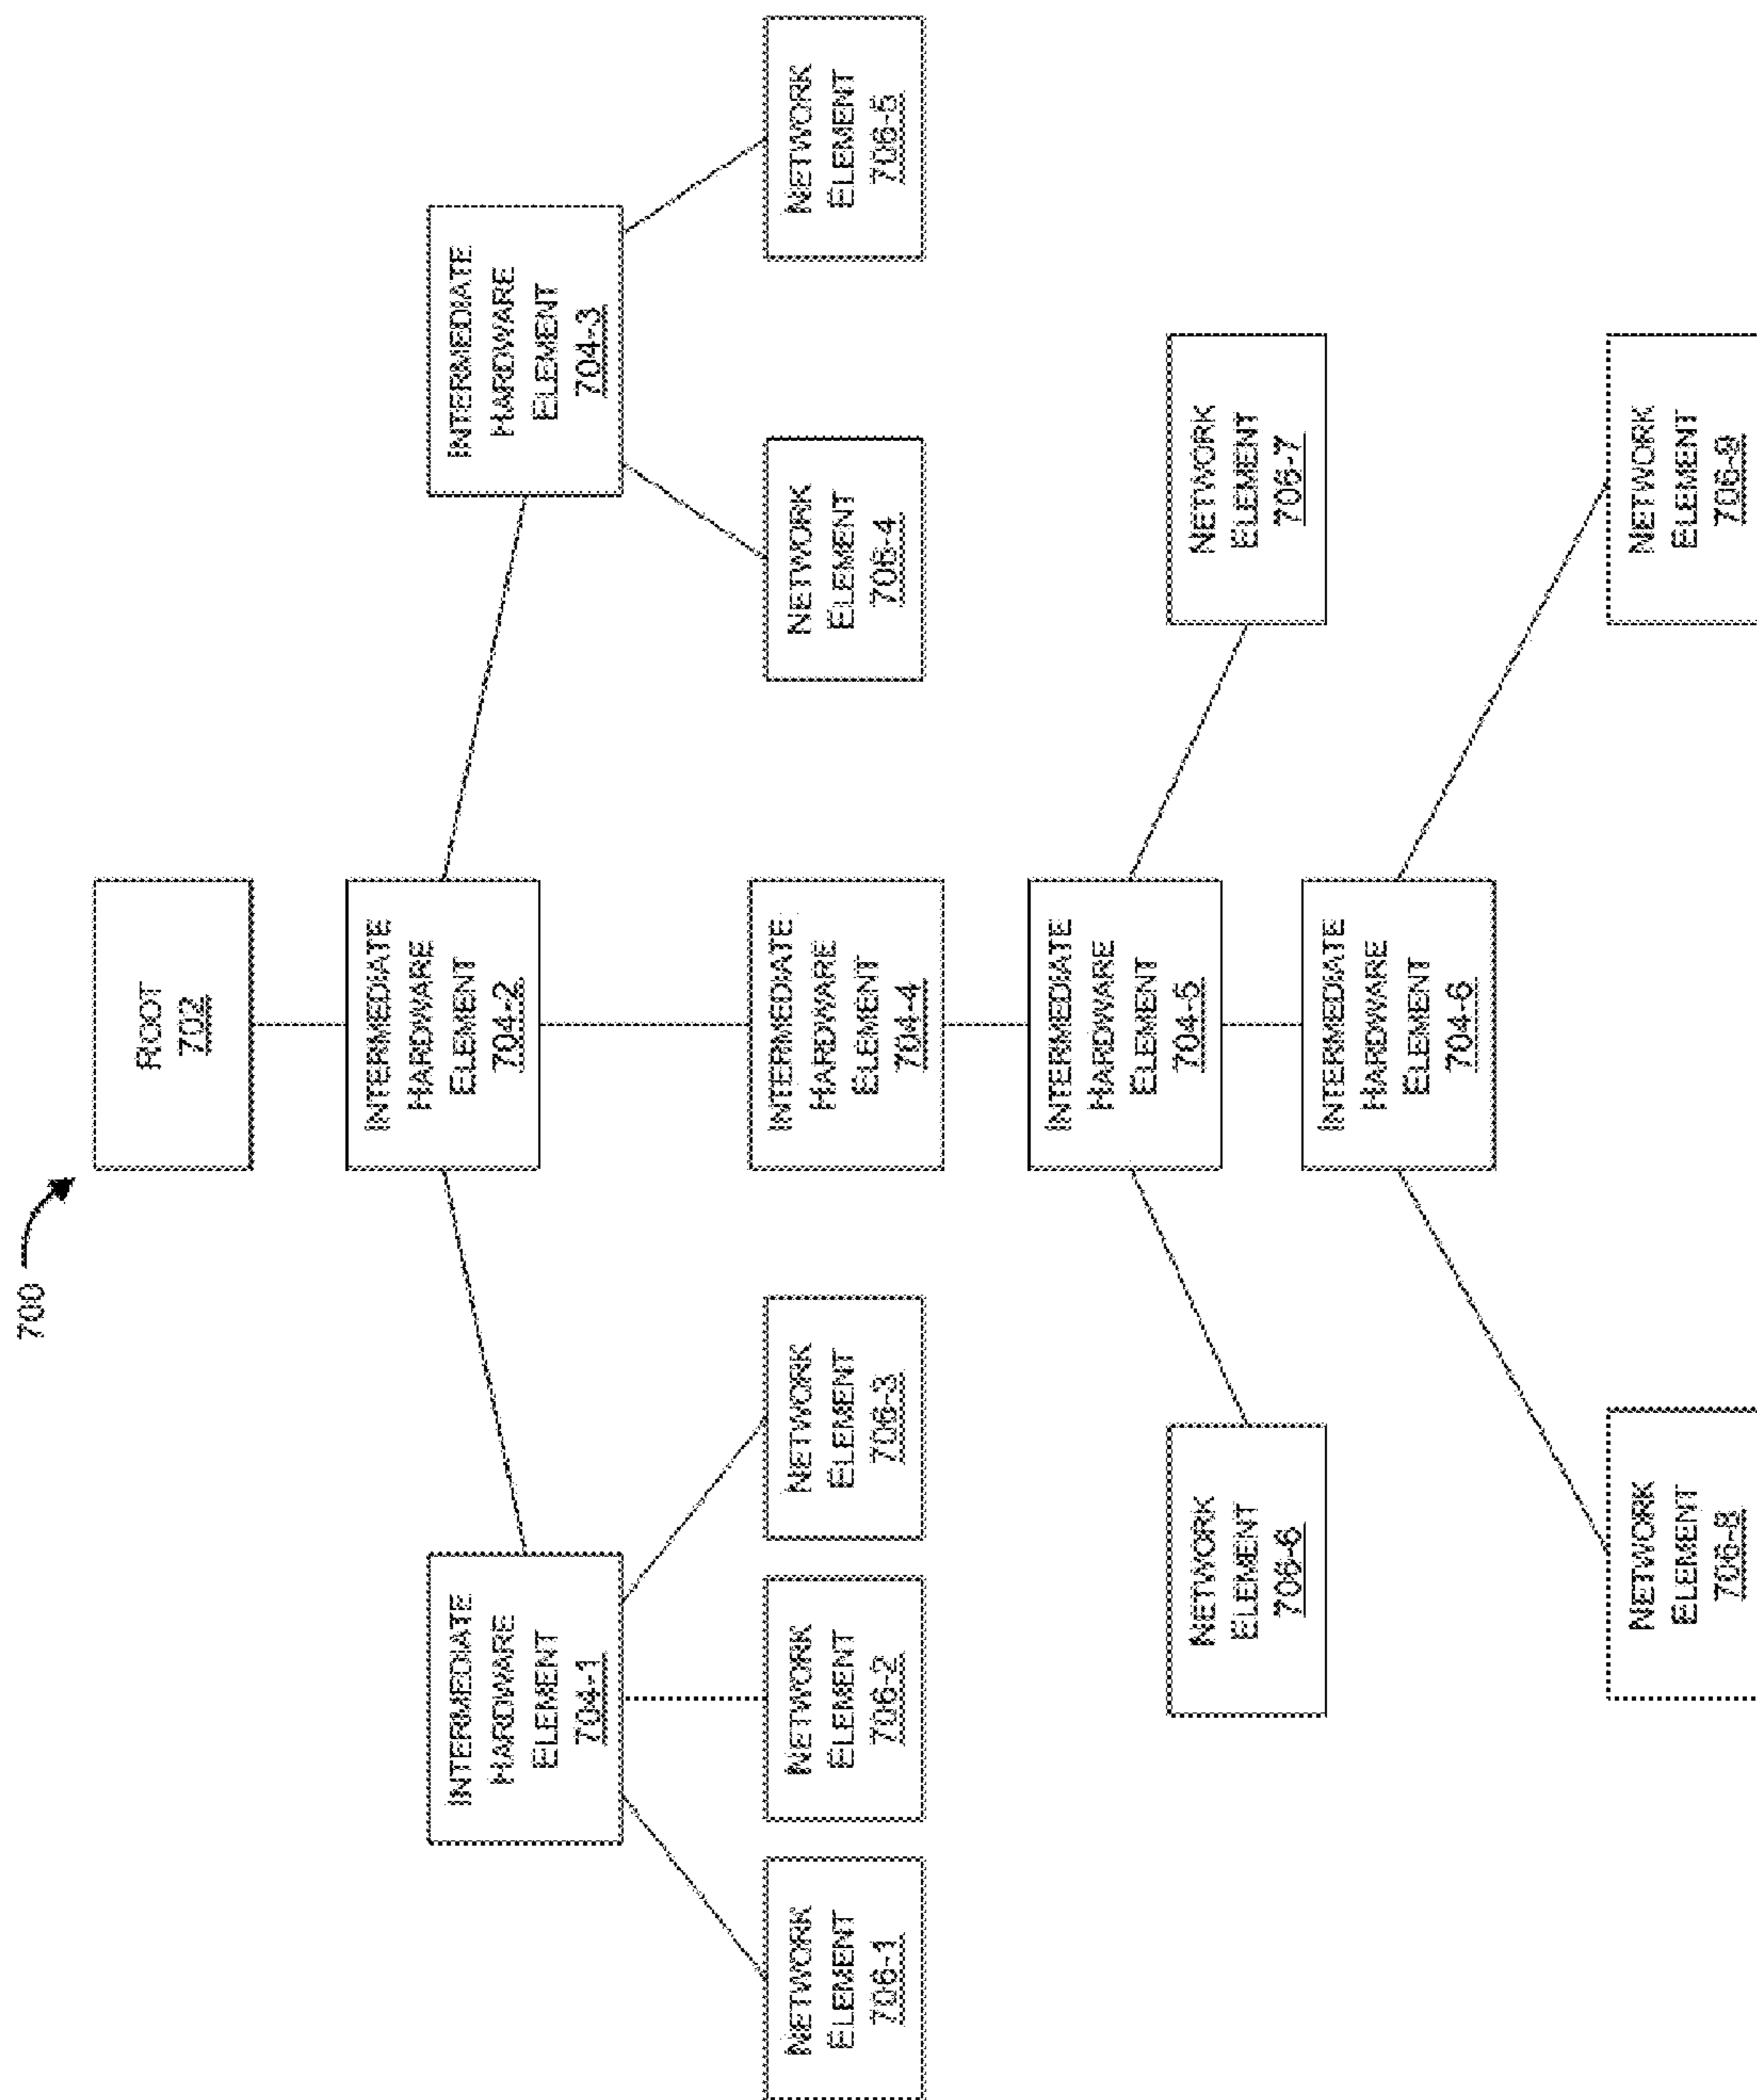 700
ROOT
702
INTERMEDIATE
HARDWARE
ELEMENT
704-2
INTERMEDIATE
HARDWARE
ELEMENT
704-1
INTERMEDIATE
HARDWARE
ELEMENT
704-3
NETWORK
ELEMENT
706-1
NETWORK
ELEMENT
706-2
NETWORK
ELEMENT
706-3
INTERMEDIATE
HARDWARE
ELEMENT
704-4
NETWORK
ELEMENT
706-4
NETWORK
ELEMENT
706-5
INTERMEDIATE
HARDWARE
ELEMENT
704-5
NETWORK
ELEMENT
706-6
NETWORK
ELEMENT
706-7
INTERMEDIATE
HARDWARE
ELEMENT
704-6
NETWORK
ELEMENT
706-8
NETWORK
ELEMENT
706-9